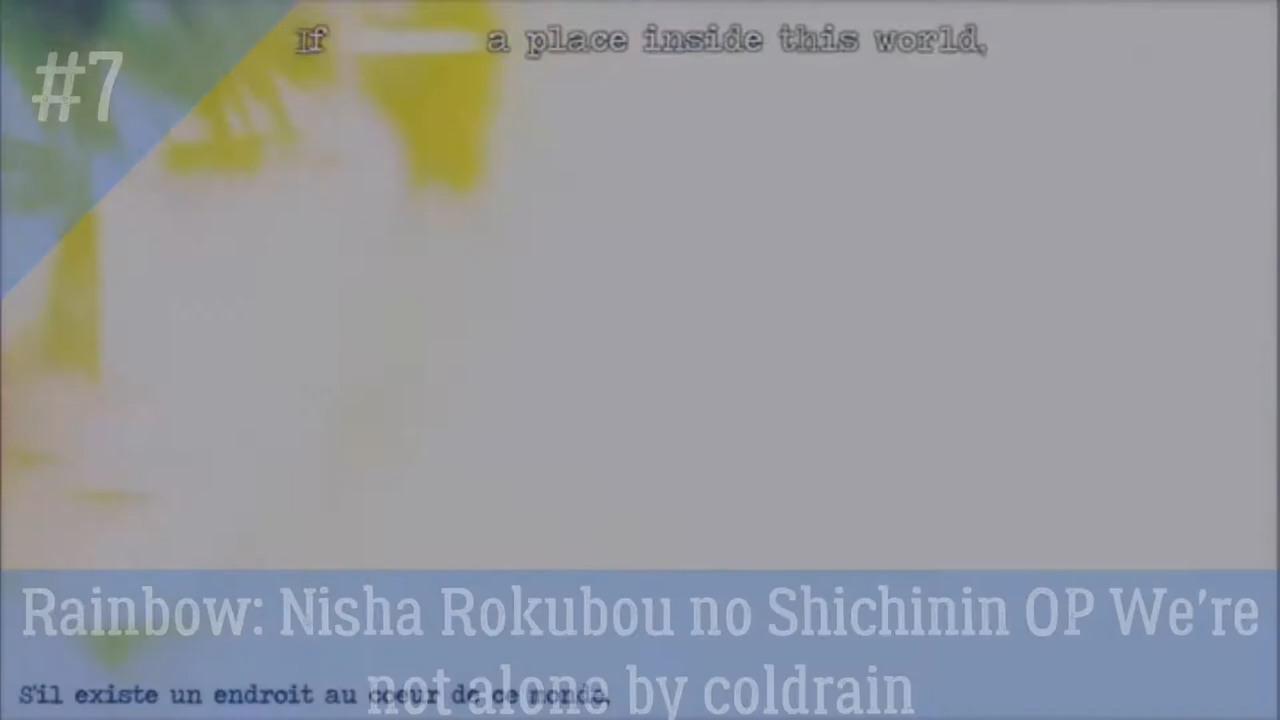 If a place inside this world,
#7
Rainbow: Nisha Rokubou no Shichinin OP We're
not alone by coldrain
S'il existe un endroit au coeur de ce monde,